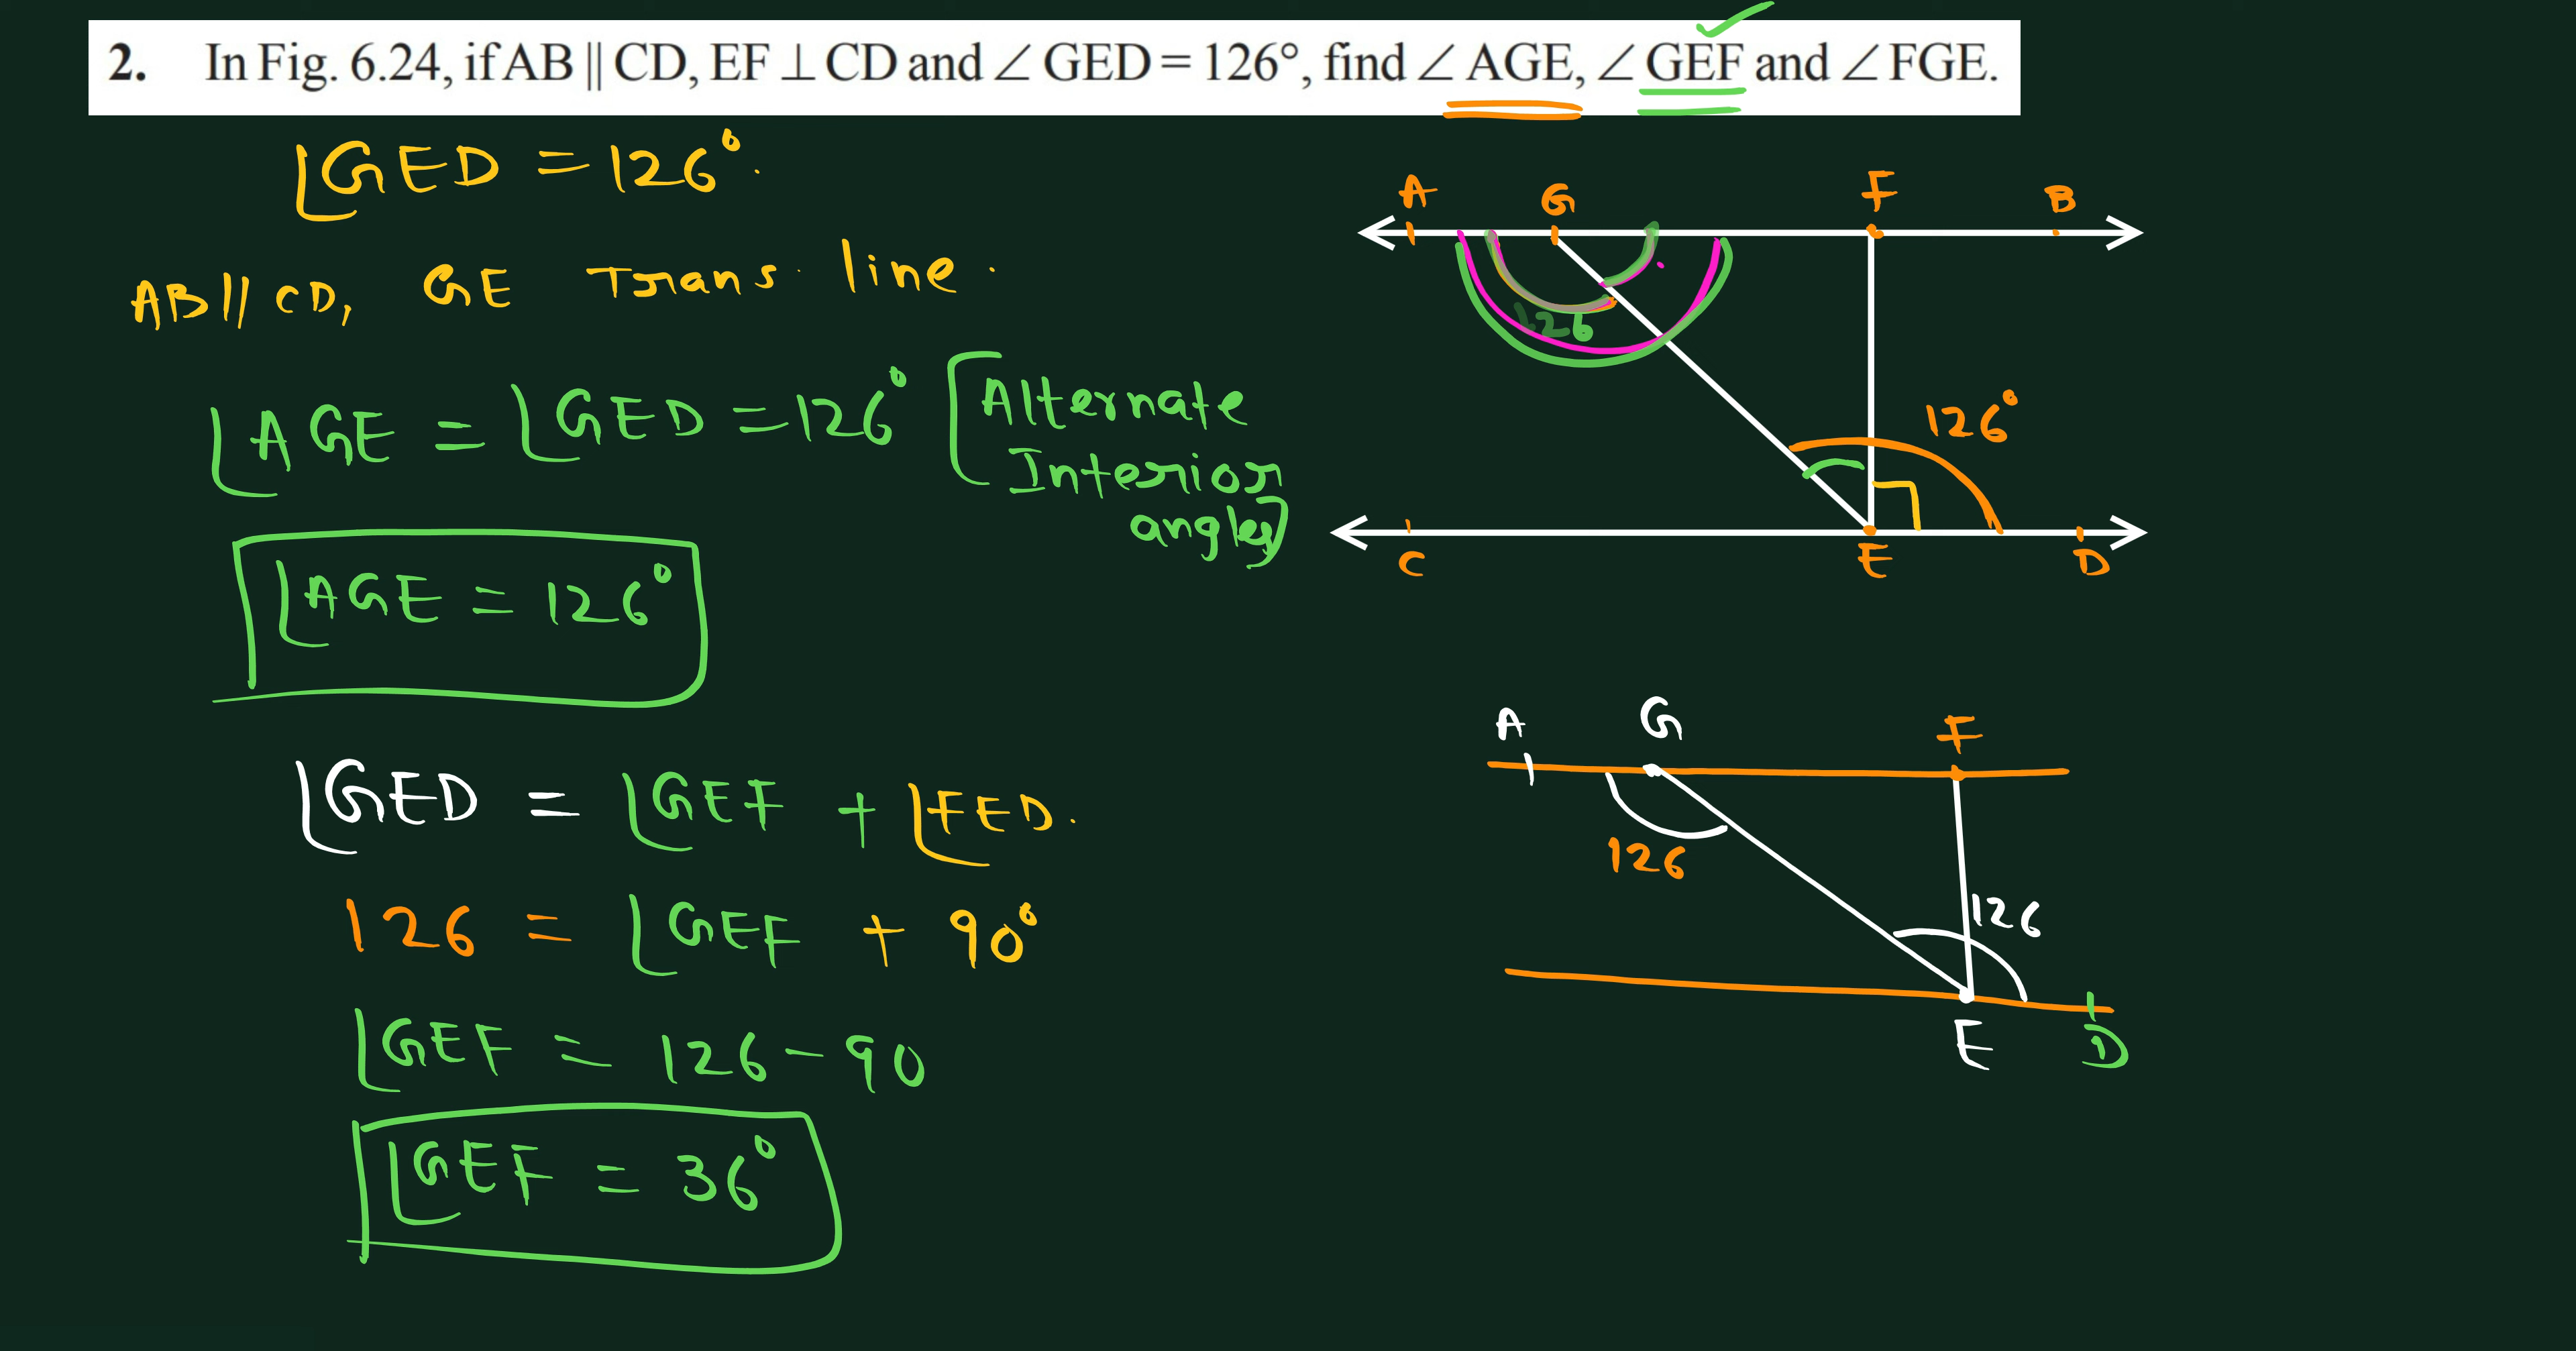 2. In Fig. 6.24, if AB || CD, EF ⊥ CD and ∠ GED = 126°, find ∠ AGE, ∠ GEF and ∠ FGE.
∠GED = 126°.
AB || CD, GE Trans. line.
∠AGE = ∠GED = 126° [Alternate
Interior
angles]
∠AGE = 126°
∠GED = ∠GEF + ∠FED.
126 = ∠GEF + 90°
∠GEF = 126 - 90
∠GEF = 36°
A G F B
126
126°
C E D
A G F
126
126
E D